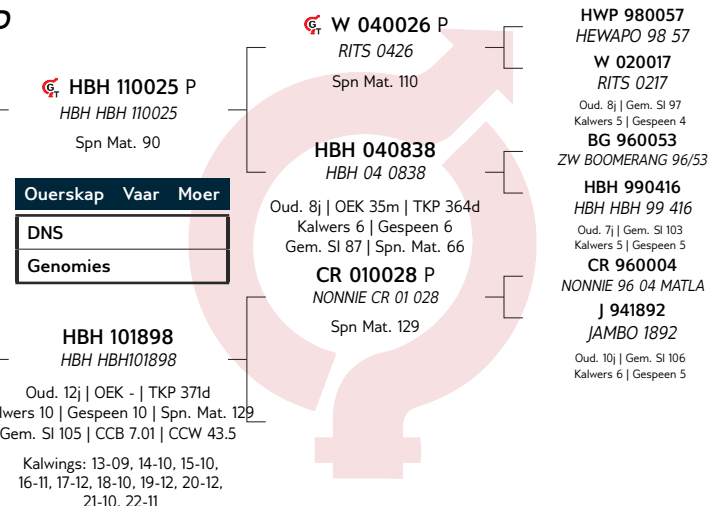 HBH 110025 P
HBH HBH 110025
Spn Mat. 90
Ouerskap Vaar Moer
DNS
Genomies
HBH 101898
HBH HBH101898
Oud. 12j | OEK - | TKP 371d
10 | Gespeen 10 | Spn. Mat. 129
Gem. SI 105 | CCB 7.01 | CCW 43.5
Kalwings: 13-09, 14-10, 15-10,
16-11, 17-12, 18-10, 19-12, 20-12,
21-10, 22-11
W 040026 P
RITS 0426
Spn Mat. 110
HBH 040838
HBH 04 0838
Oud. 8j | OEK 35m | TKP 364d
Kalwers 6 | Gespeen 6
Gem. SI 87 | Spn. Mat. 66
CR 010028 P
NONNIE CR 01 028
Spn Mat. 129
HWP 980057
HEWAPO 98 57
W 020017
RITS 0217
Oud. 8j | Gem. SI 97
Kalwers 5 | Gespeen 4
BG 960053
ZW BOOMERANG 96/53
HBH 990416
HBH HBH 99 416
Oud. 7j | Gem. SI 103
Kalwers 5 | Gespeen 5
CR 960004
NONNIE 96 04 MATLA
J 941892
JAMBO 1892
Oud. 10j | Gem. SI 106
Kalwers 6 | Gespeen 5